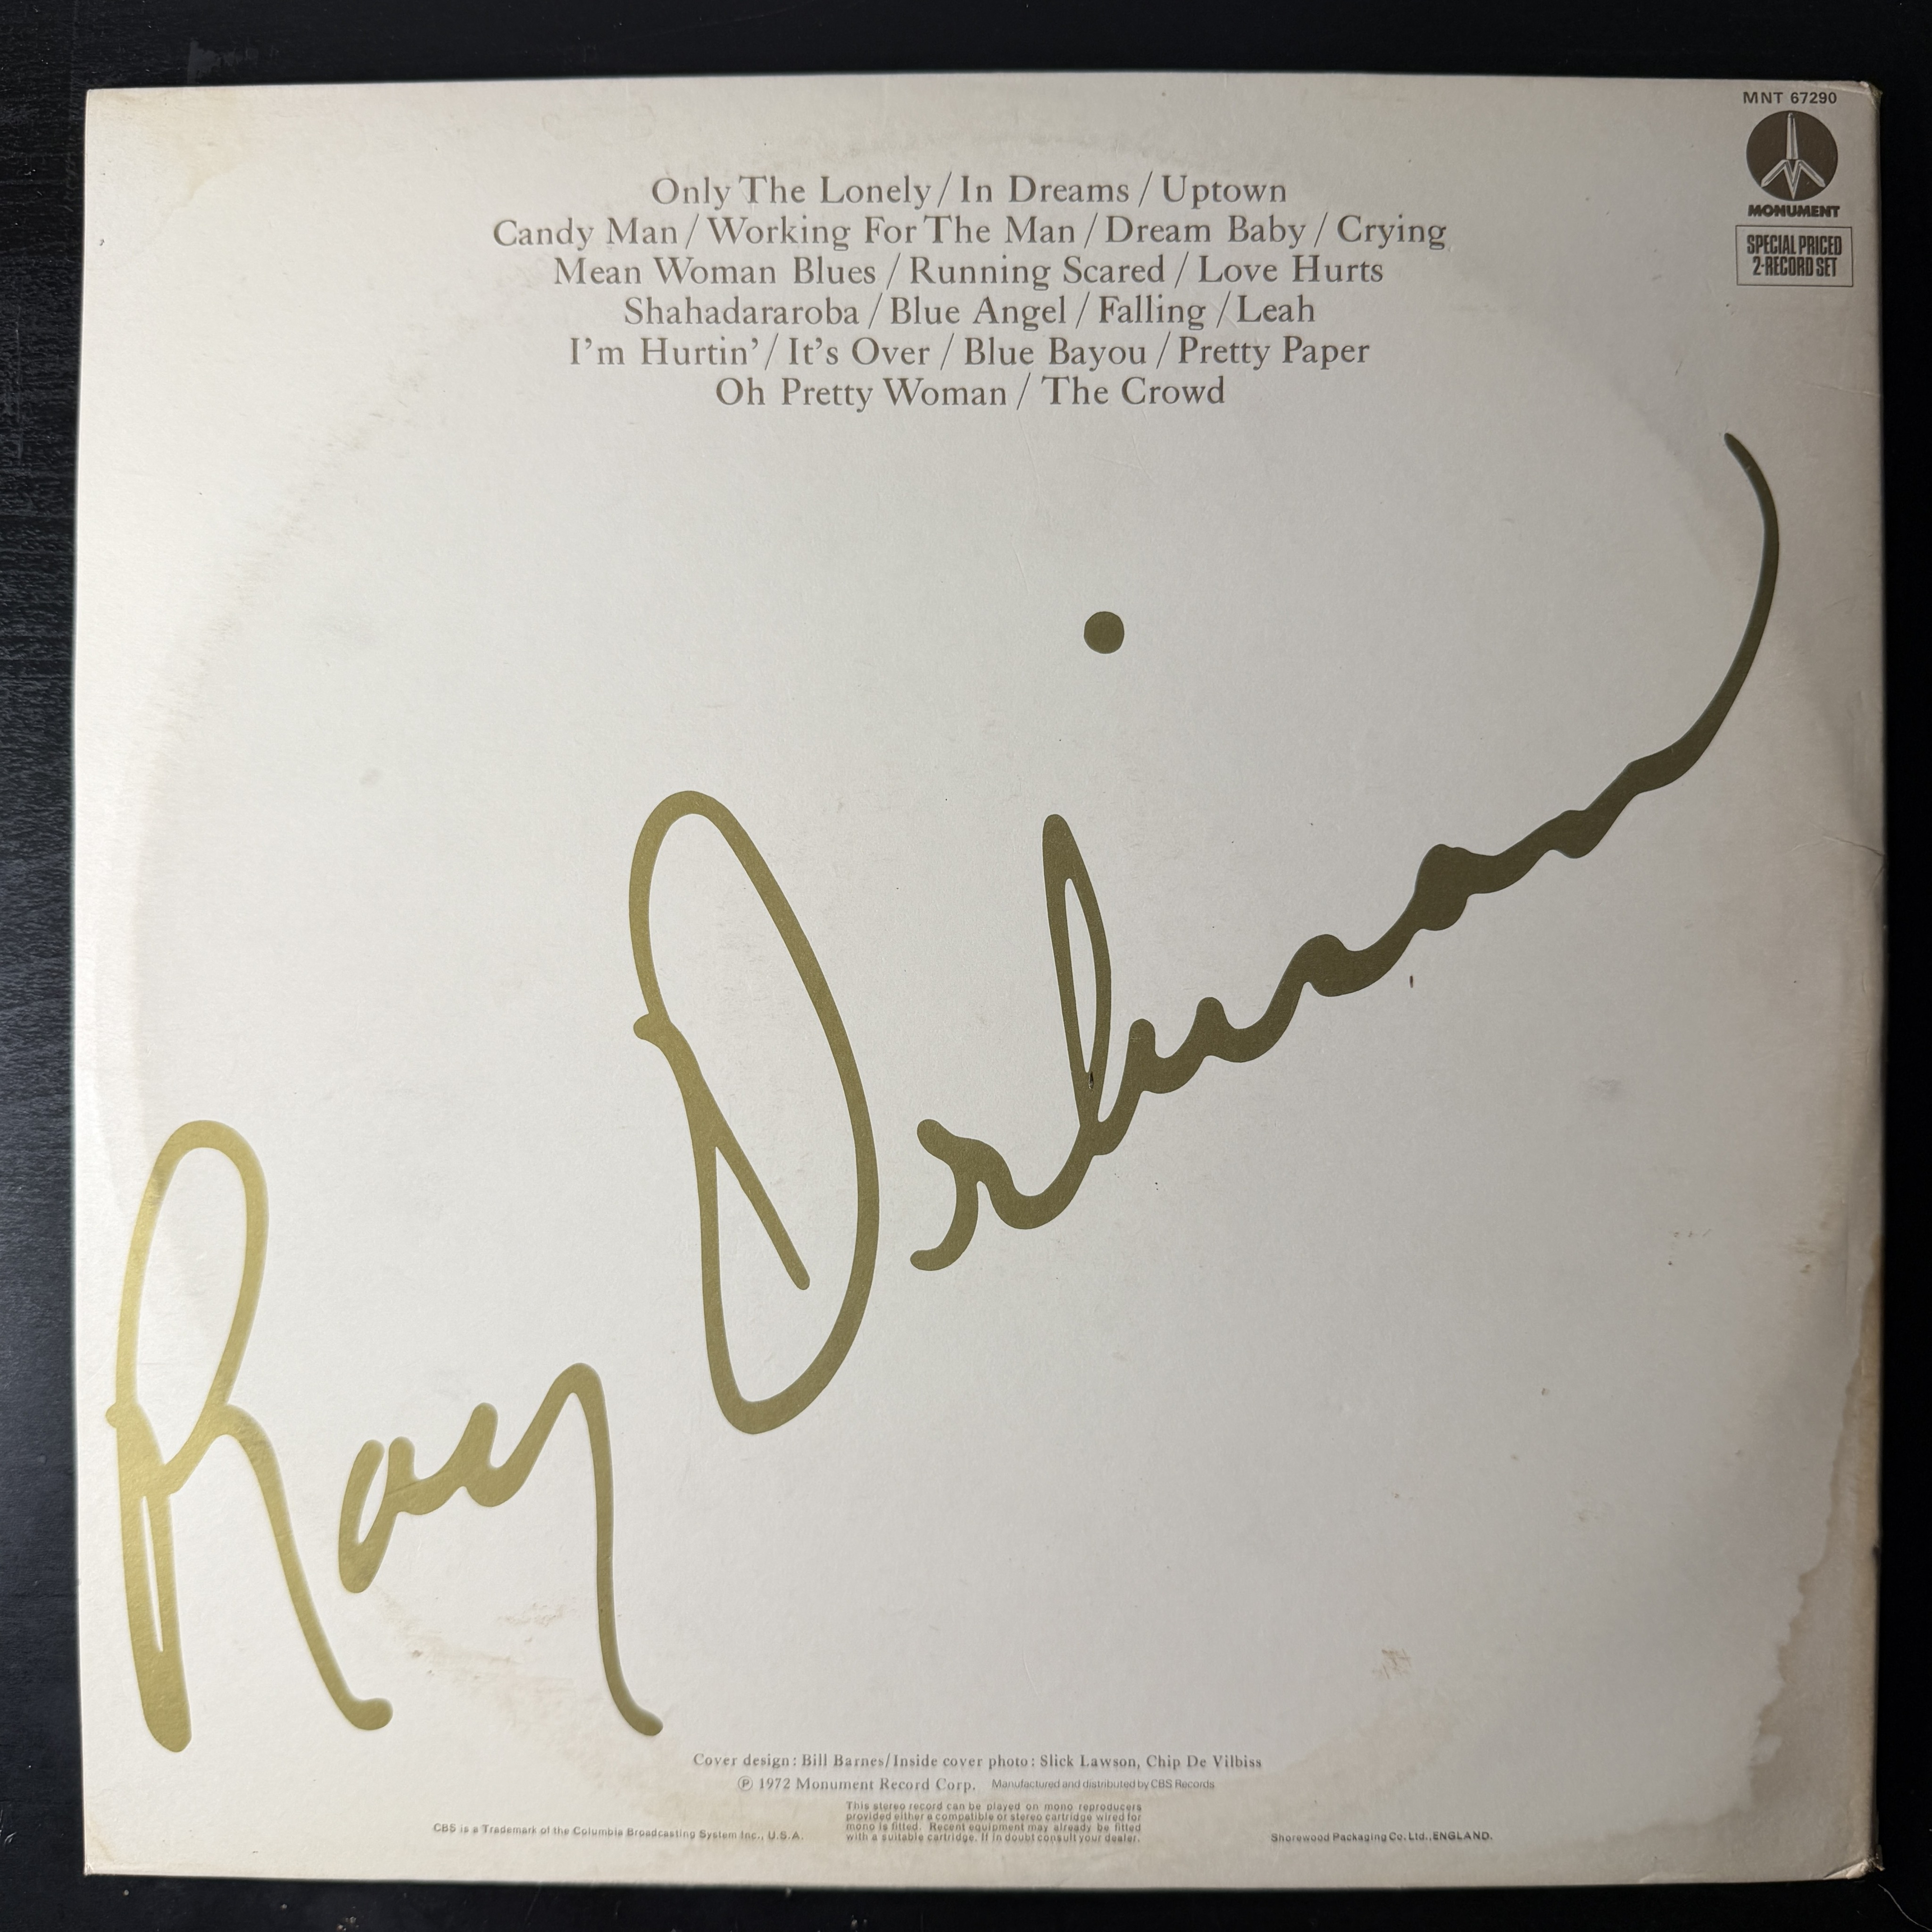 MNT 67290
MONUMENT
SPECIAL PRICED
2-RECORD SET
Only The Lonely / In Dreams / Uptown
Candy Man / Working For The Man / Dream Baby / Crying
Mean Woman Blues / Running Scared / Love Hurts
Shahadararoba / Blue Angel / Falling / Leah
I'm Hurtin' / It's Over / Blue Bayou / Pretty Paper
Oh Pretty Woman / The Crowd
Roy Orbison
Cover design: Bill Barnes/Inside cover photo: Slick Lawson, Chip De Vilbiss
Ⓟ 1972 Monument Record Corp. Manufactured and distributed by CBS Records
CBS is a Trademark of the Columbia Broadcasting System Inc., U.S.A.
This stereo record can be played on mono reproducers
provided either a compatible or stereo cartridge wired for
mono is fitted. Recent equipment may already be fitted
with a suitable cartridge. If in doubt consult your dealer.
Shorewood Packaging Co. Ltd., ENGLAND.